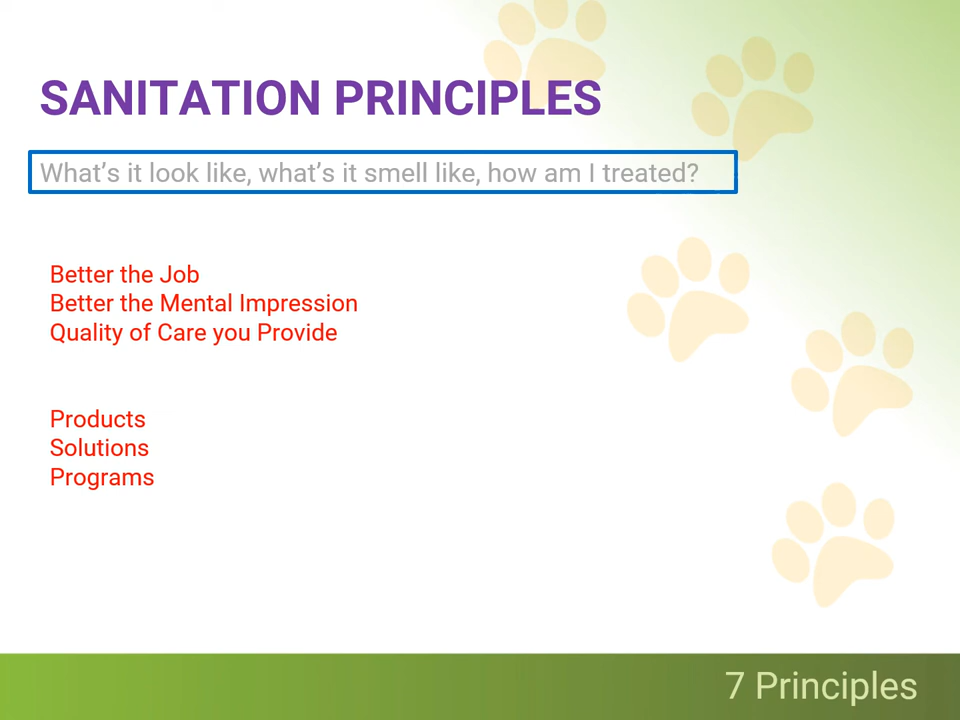 SANITATION PRINCIPLES
What's it look like, what's it smell like, how am I treated?
Better the Job
Better the Mental Impression
Quality of Care you Provide
Products
Solutions
Programs
7 Principles